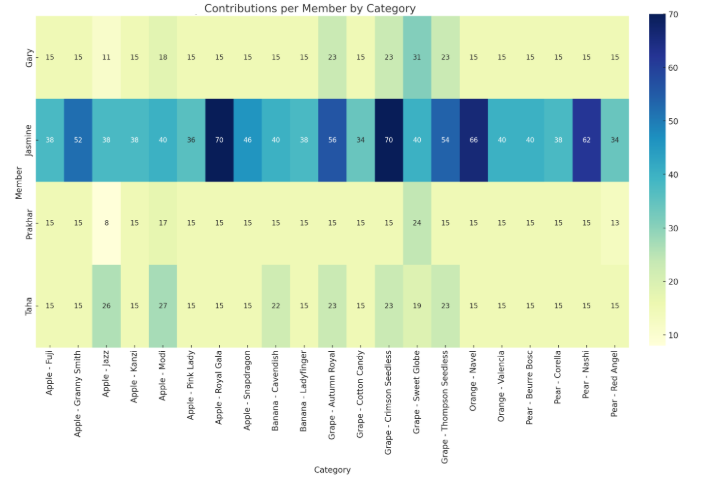 Contributions per Member by Category
Gary 15 15 11 15 18 15 15 15 15 15 23 15 23 31 23 15 15 15 15 15 15
Jasmine 38 52 38 38 40 36 70 46 40 38 56 34 70 40 54 66 40 40 38 62 34
Prakhar 15 15 8 15 17 15 15 15 15 15 15 15 15 24 15 15 15 15 15 15 13
Taha 15 15 26 15 27 15 15 15 22 15 23 15 23 19 23 15 15 15 15 15 15
Member
Apple - Fuji
Apple - Granny Smith
Apple - Jazz
Apple - Kanzi
Apple - Modi
Apple - Pink Lady
Apple - Royal Gala
Apple - Snapdragon
Banana - Cavendish
Banana - Ladyfinger
Grape - Autumn Royal
Grape - Cotton Candy
Grape - Crimson Seedless
Grape - Sweet Globe
Grape - Thompson Seedless
Orange - Navel
Orange - Valencia
Pear - Beurre Bosc
Pear - Corella
Pear - Nashi
Pear - Red Angel
Category
70
60
50
40
30
20
10